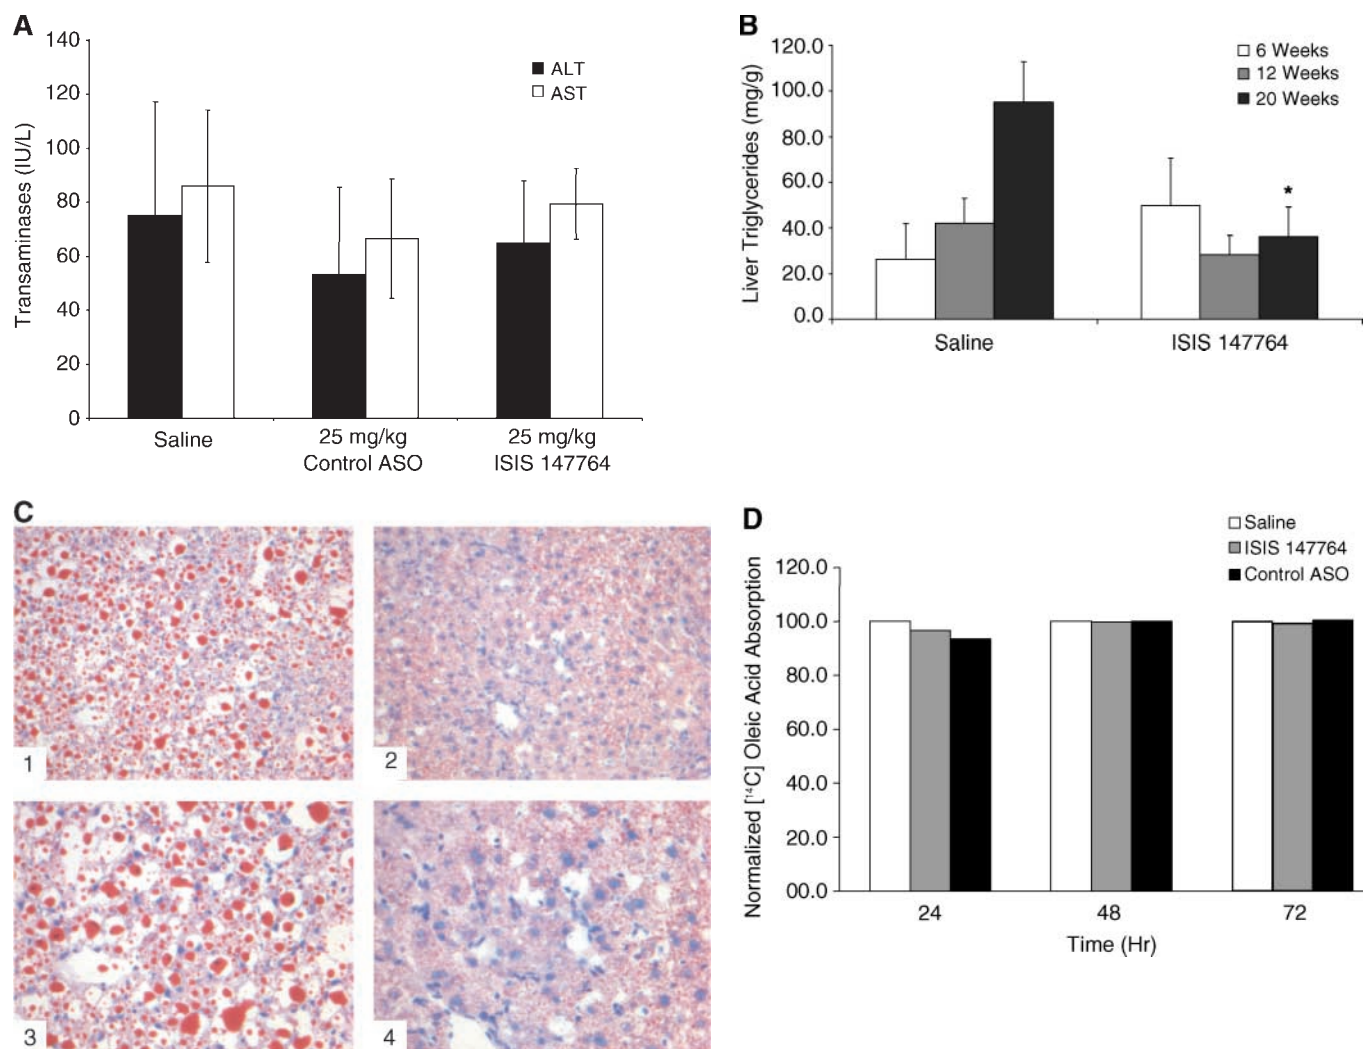 A
Transaminases (IU/L)
140
120
100
80
60
40
20
0
ALT
AST
Saline
25 mg/kg
Control ASO
25 mg/kg
ISIS 147764
B
Liver Triglycerides (mg/g)
120.0
100.0
80.0
60.0
40.0
20.0
0.0
6 Weeks
12 Weeks
20 Weeks
*
Saline
ISIS 147764
C
1
2
3
4
D
Normalized [¹⁴C] Oleic Acid Absorption
120.0
100.0
80.0
60.0
40.0
20.0
00.0
Saline
ISIS 147764
Control ASO
24
48
72
Time (Hr)